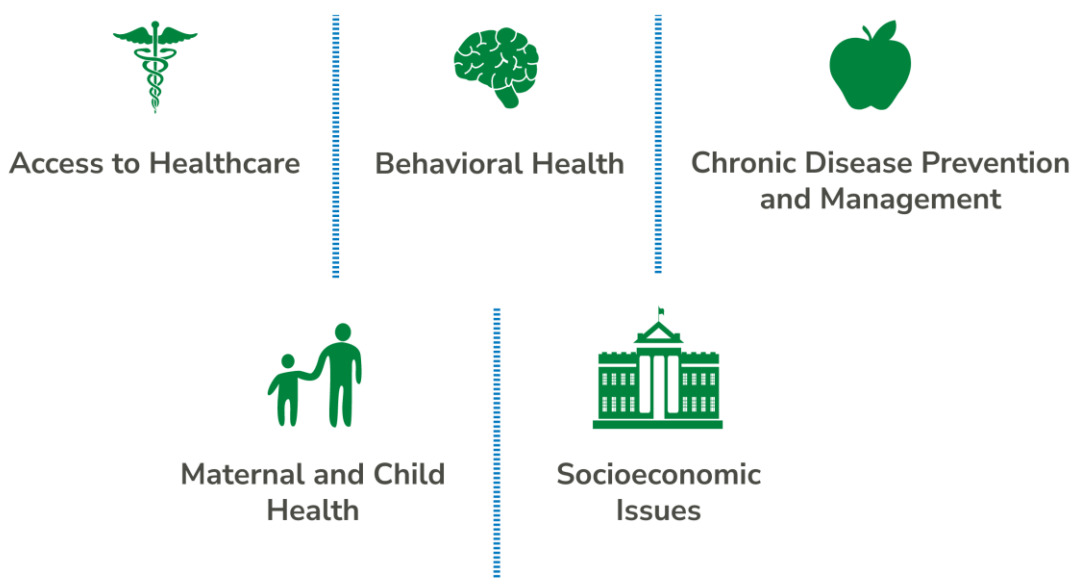 Access to Healthcare
Behavioral Health
Chronic Disease Prevention
and Management
Maternal and Child
Health
Socioeconomic
Issues